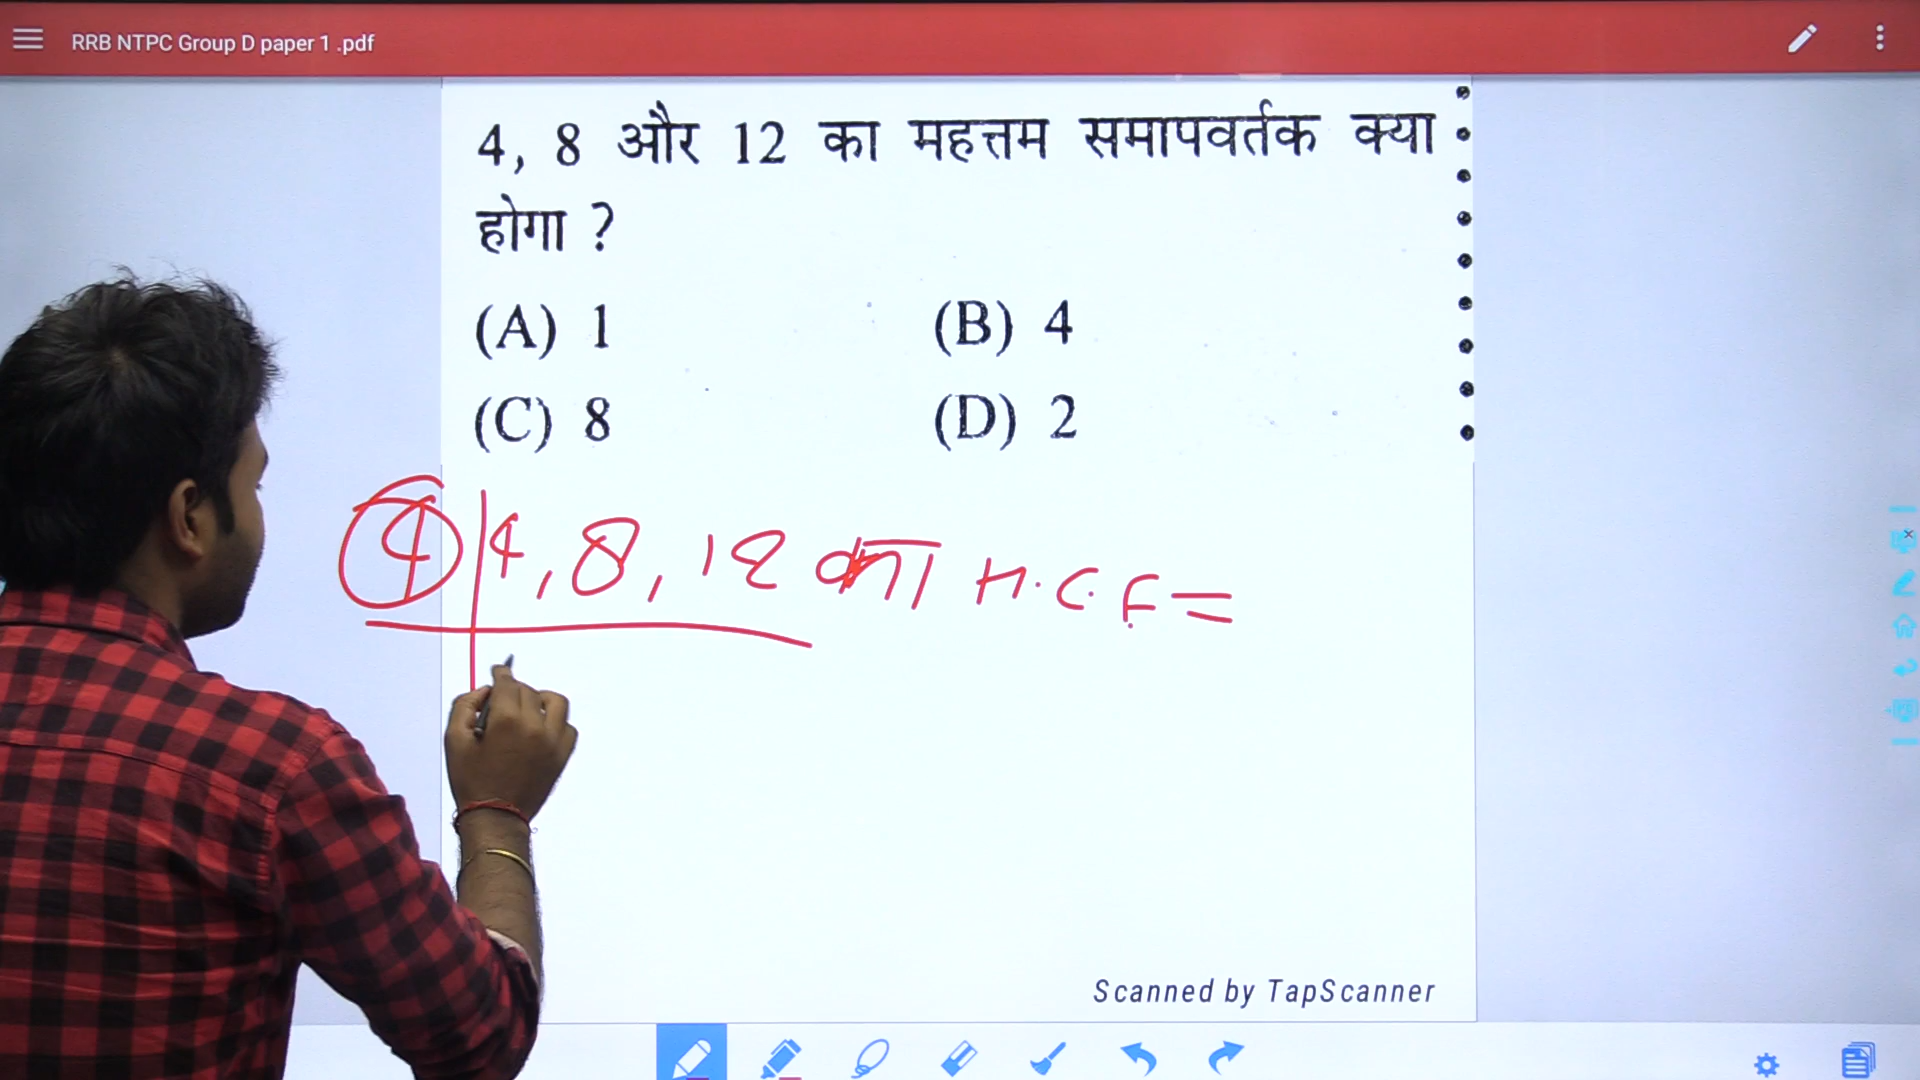 RRB NTPC Group D paper 1 .pdf
4, 8 और 12 का महत्तम समापवर्तक क्या
होगा ?
(A) 1 (B) 4
(C) 8 (D) 2
4 4, 8, 12 का H.C.F =
Scanned by TapScanner